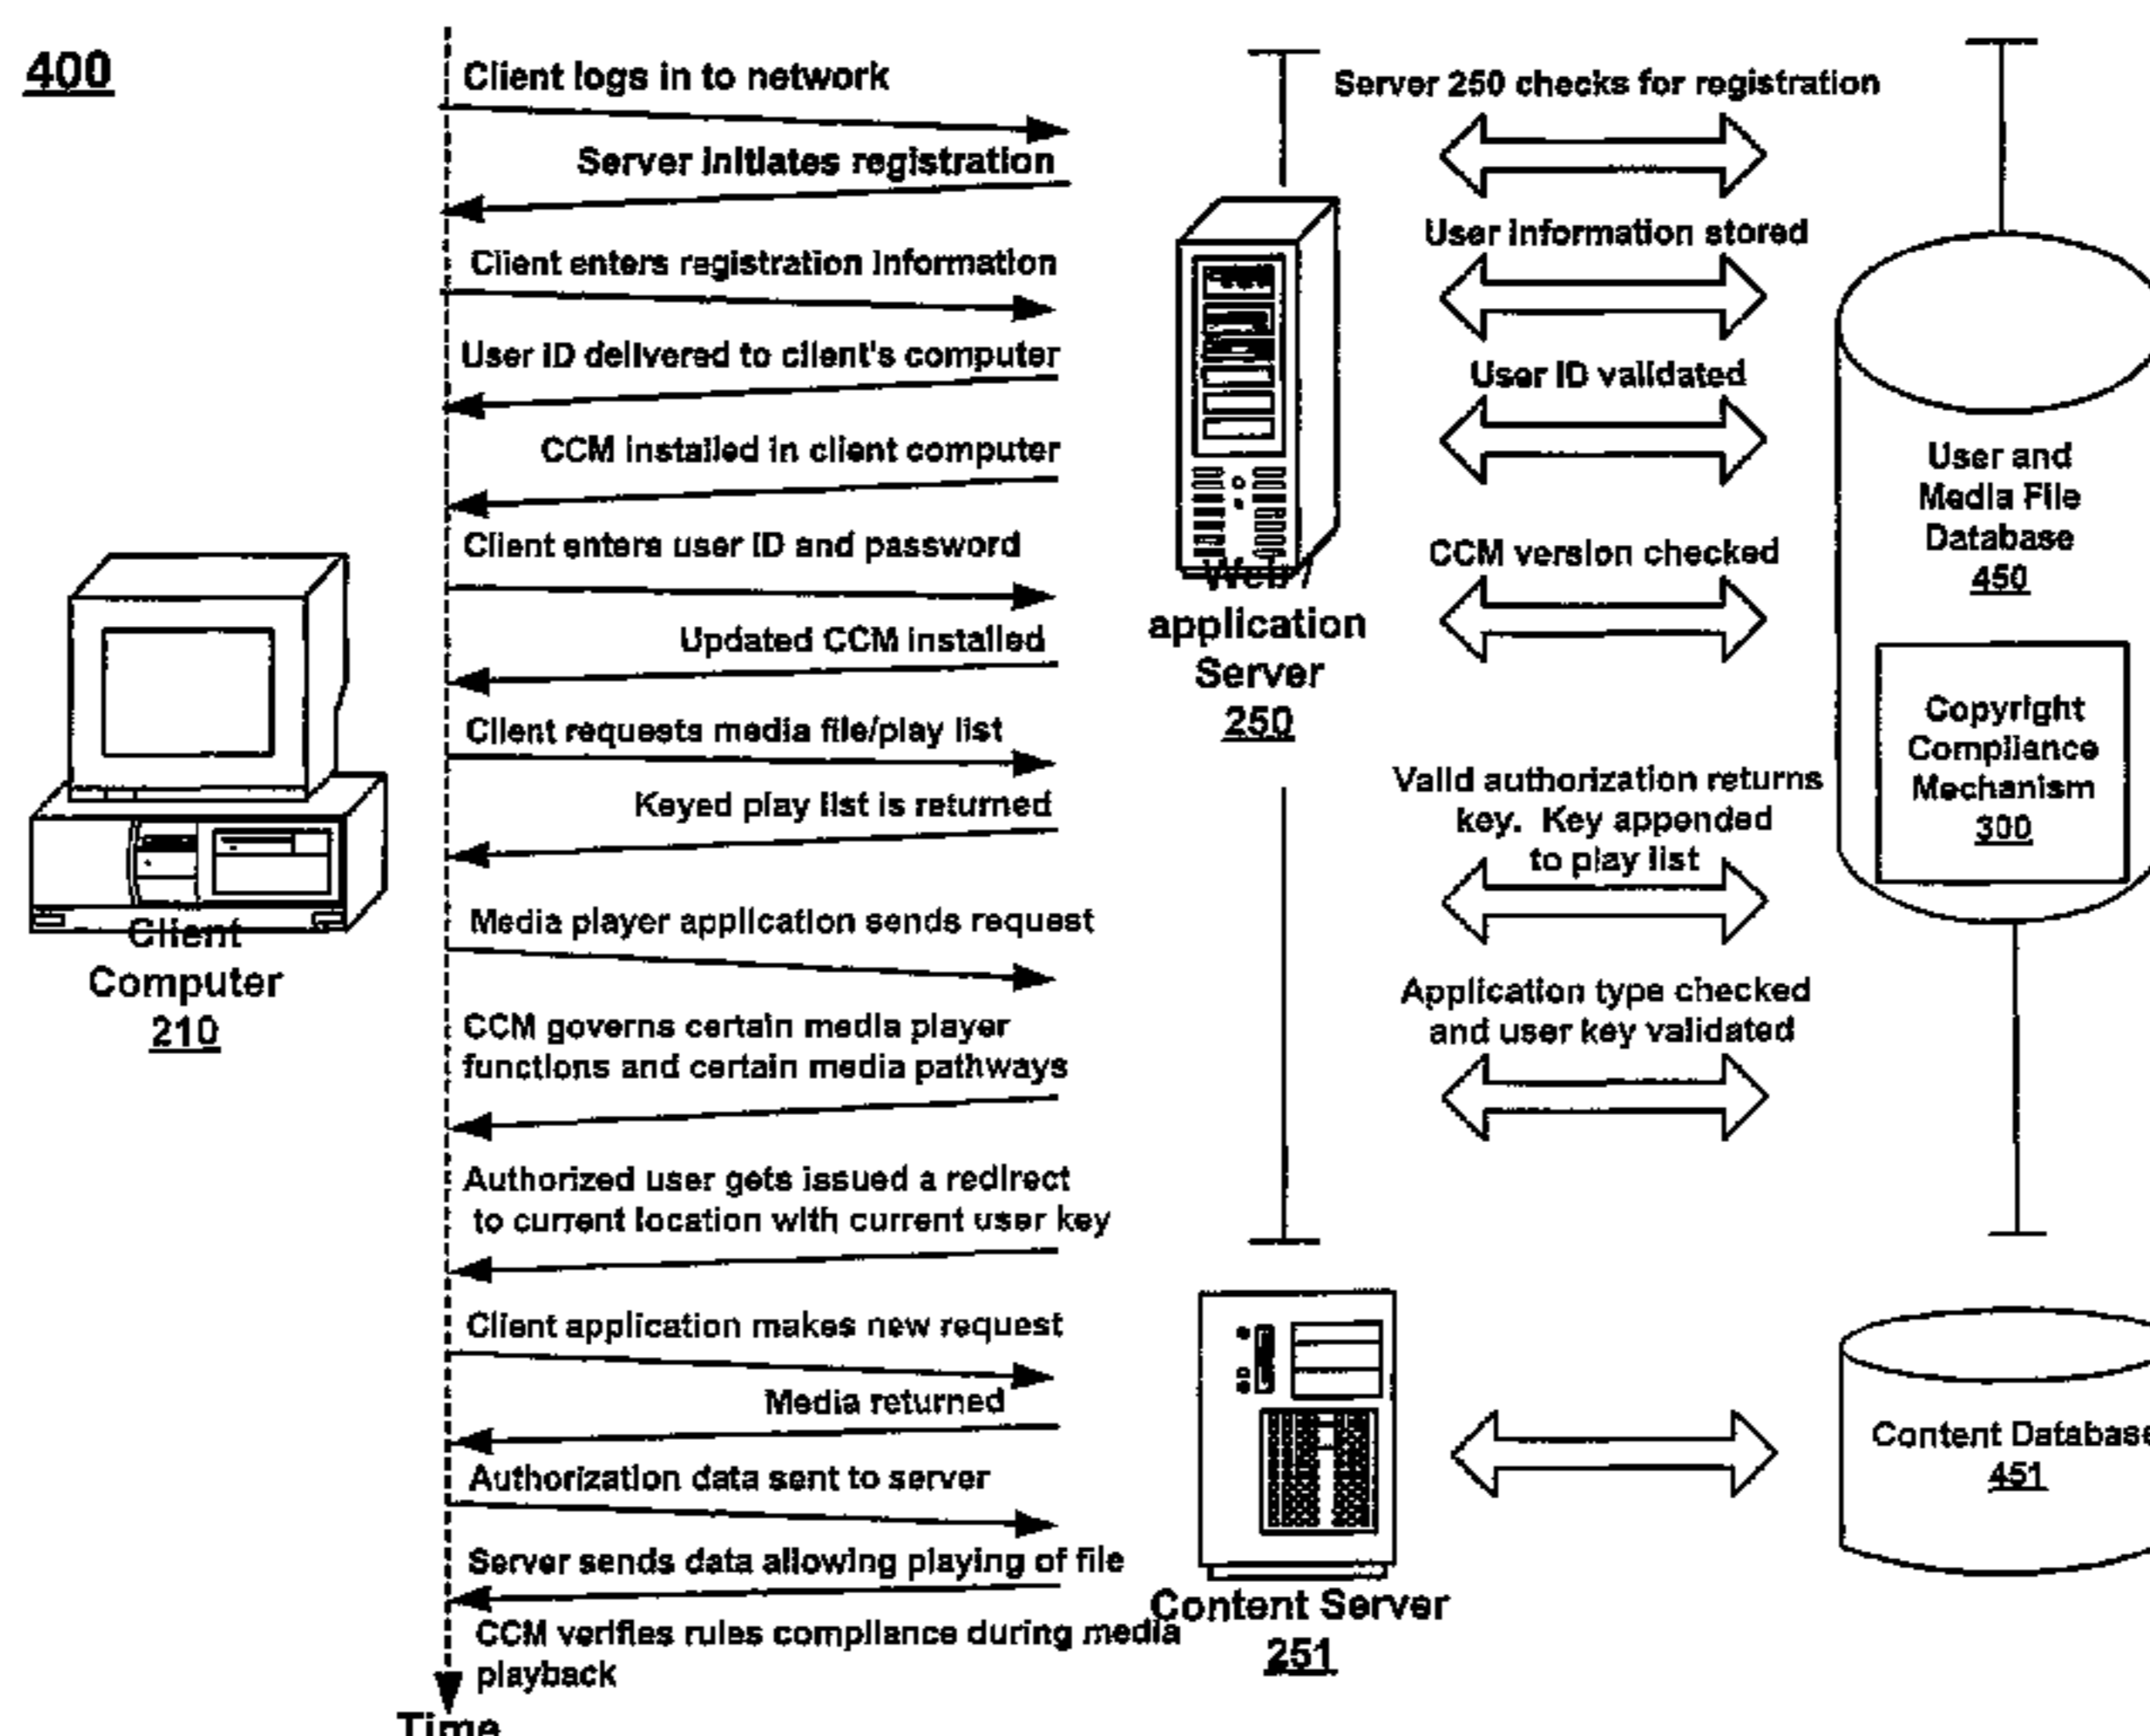 400
Client logs in to network
Server initiates registration
Client enters registration information
User ID delivered to client's computer
CCM installed in client computer
Client enters user ID and password
Updated CCM installed
Client requests media file/play list
Keyed play list is returned
Media player application sends request
CCM governs certain media player
functions and certain media pathways
Authorized user gets issued a redirect
to current location with current user key
Client application makes new request
Media returned
Authorization data sent to server
Server sends data allowing playing of file
CCM verifies rules compliance during media
playback
Time
Client
Computer
210
Web /
application
Server
250
Content Server
251
Server 250 checks for registration
User information stored
User ID validated
CCM version checked
Valid authorization returns
key. Key appended
to play list
Application type checked
and user key validated
User and
Media File
Database
450
Copyright
Compliance
Mechanism
300
Content Database
451